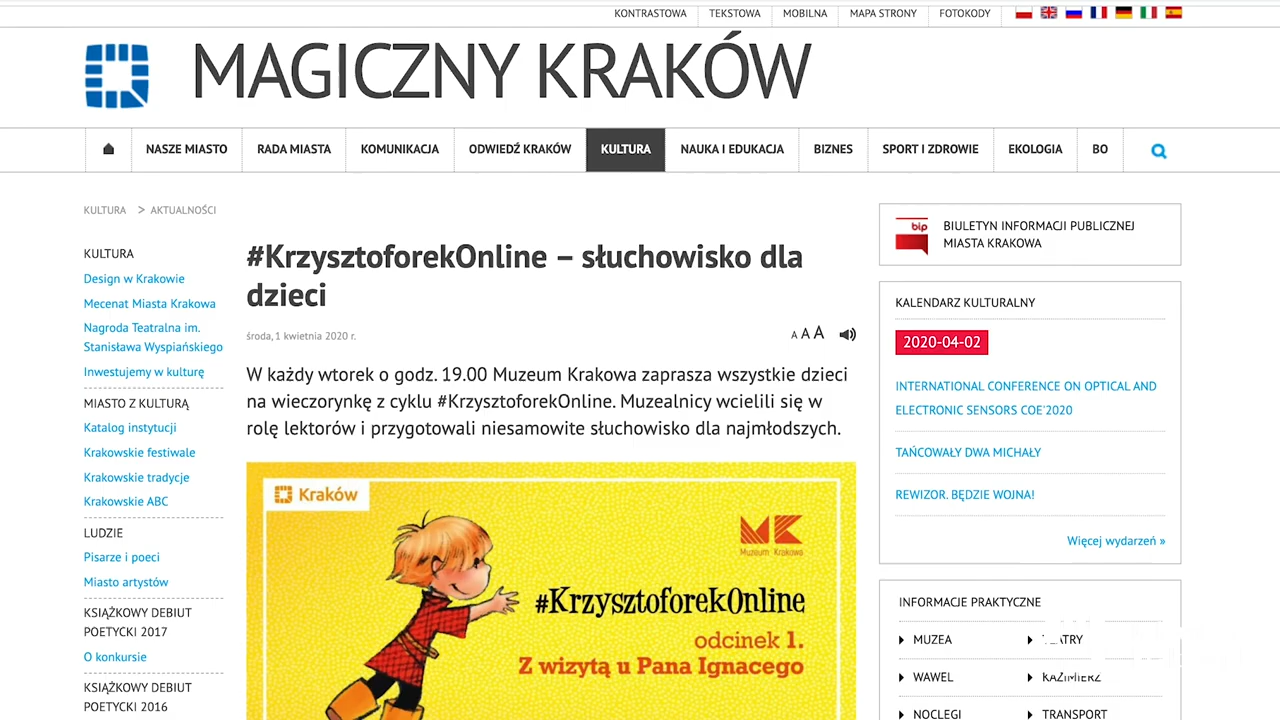 KONTRASTOWA TEKSTOWA MOBILNA MAPA STRONY FOTOKODY
MAGICZNY KRAKÓW
NASZE MIASTO RADA MIASTA KOMUNIKACJA ODWIEDŹ KRAKÓW KULTURA NAUKA I EDUKACJA BIZNES SPORT I ZDROWIE EKOLOGIA BO
KULTURA > AKTUALNOŚCI
KULTURA
Design w Krakowie
Mecenat Miasta Krakowa
Nagroda Teatralna im.
Stanisława Wyspiańskiego
Inwestujemy w kulturę
MIASTO Z KULTURĄ
Katalog instytucji
Krakowskie festiwale
Krakowskie tradycje
Krakowskie ABC
LUDZIE
Pisarze i poeci
Miasto artystów
KSIĄŻKOWY DEBIUT
POETYCKI 2017
O konkursie
KSIĄŻKOWY DEBIUT
POETYCKI 2016
#KrzysztoforekOnline – słuchowisko dla
dzieci
środa, 1 kwietnia 2020 r.
A A A
W każdy wtorek o godz. 19.00 Muzeum Krakowa zaprasza wszystkie dzieci
na wieczorynkę z cyklu #KrzysztoforekOnline. Muzealnicy wcielili się w
rolę lektorów i przygotowali niesamowite słuchowisko dla najmłodszych.
Kraków
MK
Muzeum Krakowa
#KrzysztoforekOnline
odcinek 1.
Z wizytą u Pana Ignacego
bip
BIULETYN INFORMACJI PUBLICZNEJ
MIASTA KRAKOWA
KALENDARZ KULTURALNY
2020-04-02
INTERNATIONAL CONFERENCE ON OPTICAL AND
ELECTRONIC SENSORS COE'2020
TAŃCOWAŁY DWA MICHAŁY
REWIZOR. BĘDZIE WOJNA!
Więcej wydarzeń »
INFORMACJE PRAKTYCZNE
MUZEA TEATRY
WAWEL KAZIMIERZ
NOCLEGI TRANSPORT